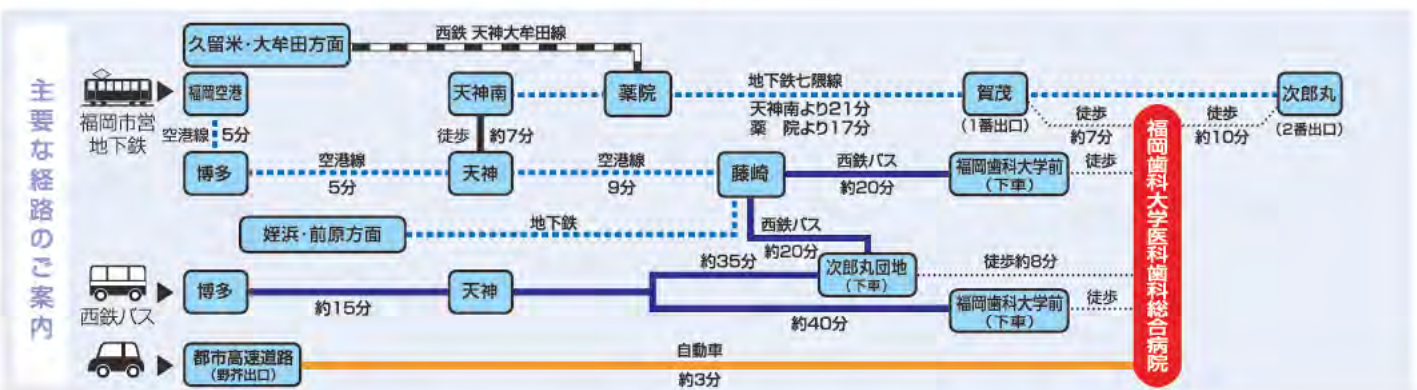 主要な経路のご案内
久留米・大牟田方面
西鉄 天神大牟田線
福岡市営
地下鉄
福岡空港
天神南
薬院
地下鉄七隈線
天神南より21分
薬 院より17分
賀茂
(1番出口)
徒歩
約7分
徒歩
約10分
次郎丸
(2番出口)
空港線
5分
徒歩
約7分
博多
空港線
5分
天神
空港線
9分
藤崎
西鉄バス
約20分
福岡歯科大学前
(下車)
徒歩
姪浜・前原方面
地下鉄
西鉄バス
約20分
西鉄バス
博多
約15分
天神
約35分
次郎丸団地
(下車)
徒歩約8分
約40分
福岡歯科大学前
(下車)
徒歩
都市高速道路
(野芥出口)
自動車
約3分
福岡歯科大学医科歯科総合病院